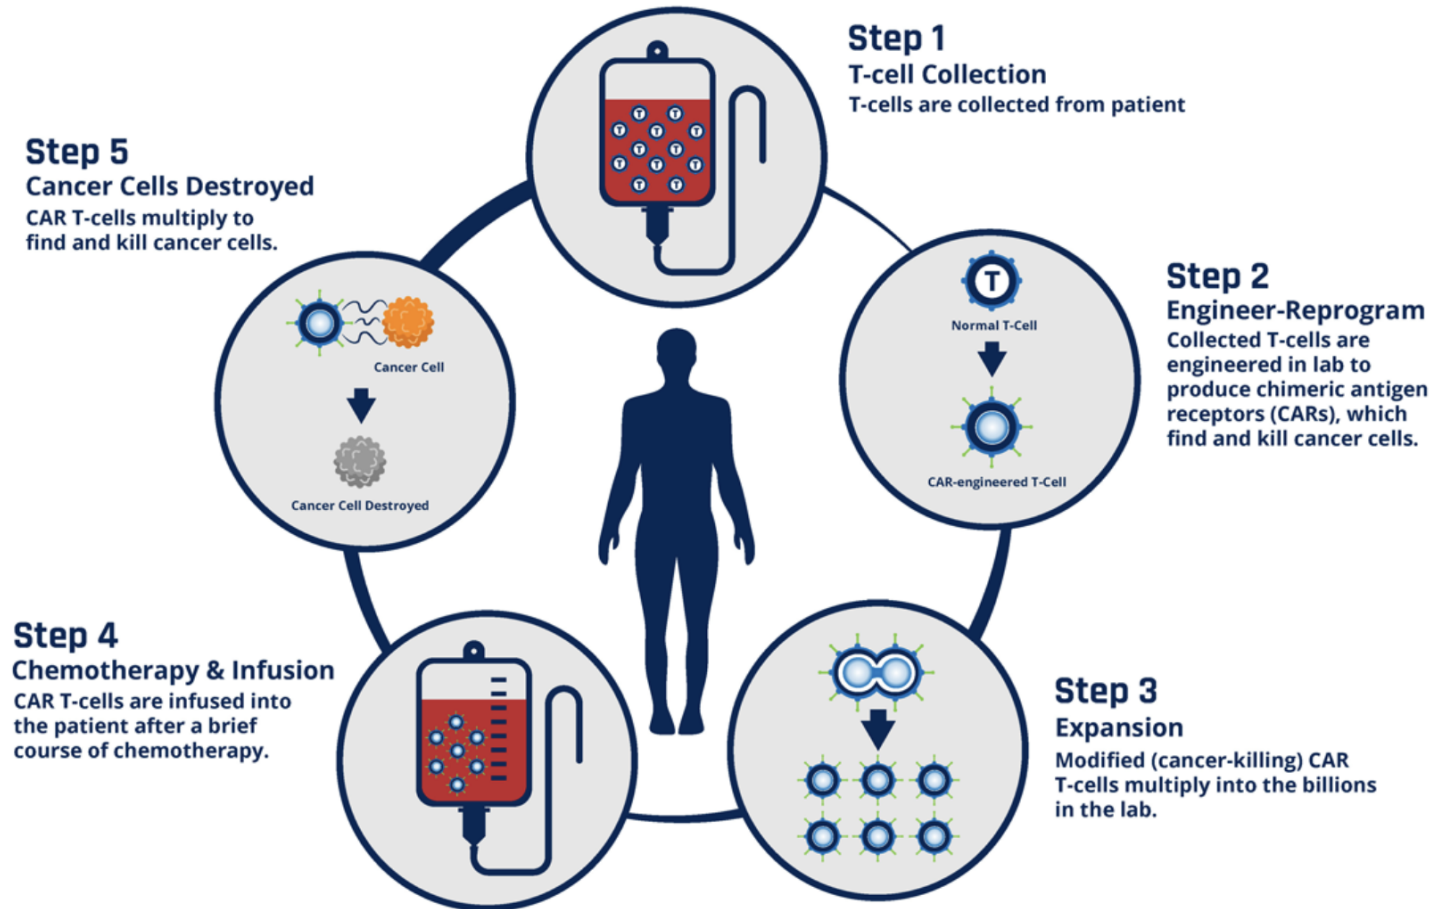 Step 1
T-cell Collection
T-cells are collected from patient
T
T
T
T
T
T
T
T
T
T
T
T
Step 2
Engineer-Reprogram
Collected T-cells are
engineered in lab to
produce chimeric antigen
receptors (CARs), which
find and kill cancer cells.
T
Normal T-Cell
CAR-engineered T-Cell
Step 3
Expansion
Modified (cancer-killing) CAR
T-cells multiply into the billions
in the lab.
Step 4
Chemotherapy & Infusion
CAR T-cells are infused into
the patient after a brief
course of chemotherapy.
Step 5
Cancer Cells Destroyed
CAR T-cells multiply to
find and kill cancer cells.
Cancer Cell
Cancer Cell Destroyed